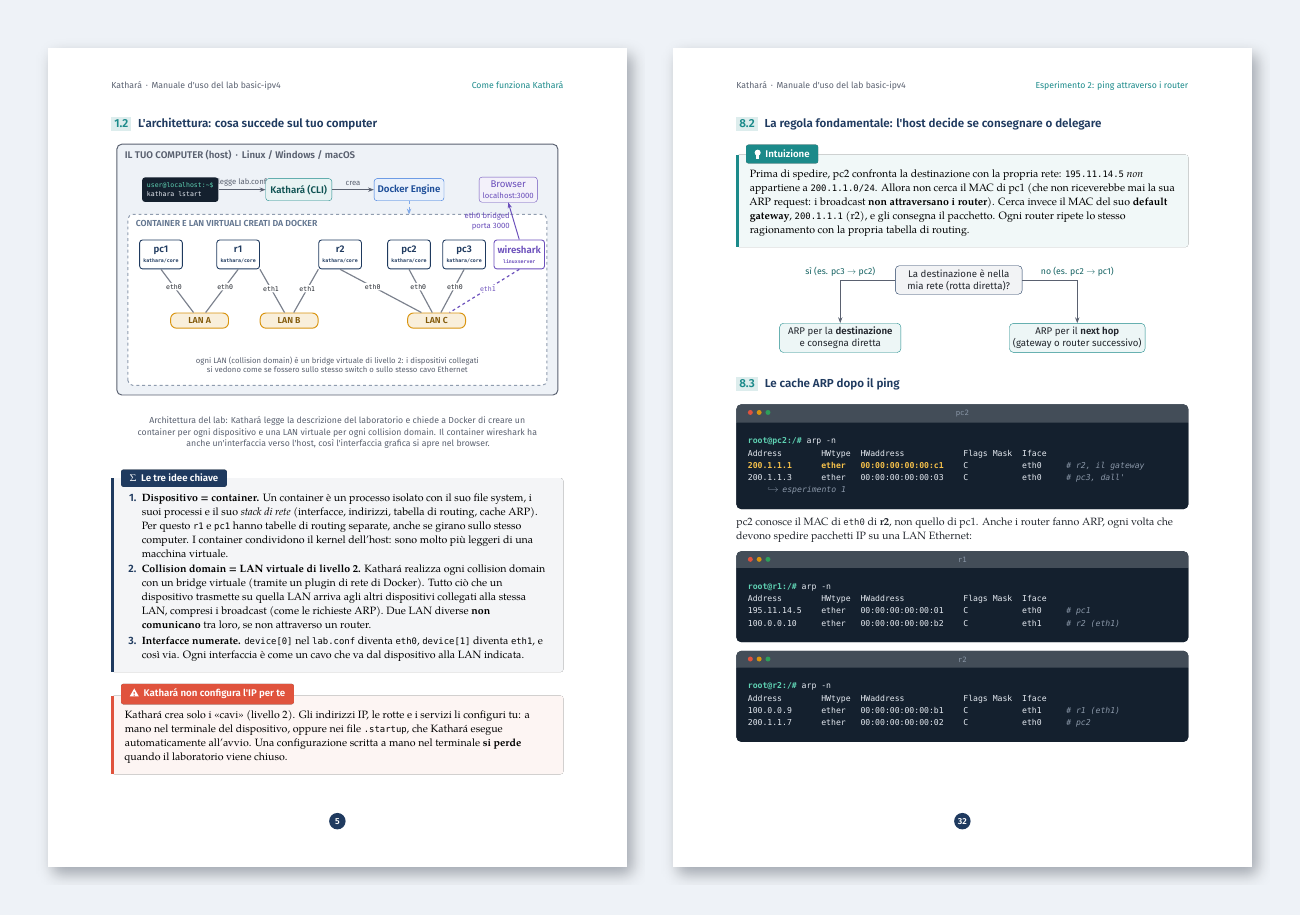 Kathará · Manuale d'uso del lab basic-ipv4
Come funziona Kathará
1.2 L'architettura: cosa succede sul tuo computer
IL TUO COMPUTER (host) · Linux / Windows / macOS
user@localhost:~$
kathara lstart
legge lab.conf
Kathará (CLI)
crea
Docker Engine
Browser
localhost:3000
eth0 bridged
porta 3000
CONTAINER E LAN VIRTUALI CREATI DA DOCKER
pc1
kathara/core
r1
kathara/core
r2
kathara/core
pc2
kathara/core
pc3
kathara/core
wireshark
linuxserver
eth0
eth0
eth1
eth1
eth0
eth0
eth0
eth1
LAN A
LAN B
LAN C
ogni LAN (collision domain) è un bridge virtuale di livello 2: i dispositivi collegati
si vedono come se fossero sullo stesso switch o sullo stesso cavo Ethernet
Architettura del lab: Kathará legge la descrizione del laboratorio e chiede a Docker di creare un
container per ogni dispositivo e una LAN virtuale per ogni collision domain. Il container wireshark ha
anche un'interfaccia verso l'host, così l'interfaccia grafica si apre nel browser.
Σ Le tre idee chiave
1. Dispositivo = container. Un container è un processo isolato con il suo file system, i
suoi processi e il suo stack di rete (interfacce, indirizzi, tabella di routing, cache ARP).
Per questo r1 e pc1 hanno tabelle di routing separate, anche se girano sullo stesso
computer. I container condividono il kernel dell'host: sono molto più leggeri di una
macchina virtuale.
2. Collision domain = LAN virtuale di livello 2. Kathará realizza ogni collision domain
con un bridge virtuale (tramite un plugin di rete di Docker). Tutto ciò che un
dispositivo trasmette su quella LAN arriva agli altri dispositivi collegati alla stessa
LAN, compresi i broadcast (come le richieste ARP). Due LAN diverse non
comunicano tra loro, se non attraverso un router.
3. Interfacce numerate. device[0] nel lab.conf diventa eth0, device[1] diventa eth1, e
così via. Ogni interfaccia è come un cavo che va dal dispositivo alla LAN indicata.
Kathará non configura l'IP per te
Kathará crea solo i «cavi» (livello 2). Gli indirizzi IP, le rotte e i servizi li configuri tu: a
mano nel terminale del dispositivo, oppure nei file .startup, che Kathará esegue
automaticamente all'avvio. Una configurazione scritta a mano nel terminale si perde
quando il laboratorio viene chiuso.
5
Kathará · Manuale d'uso del lab basic-ipv4
Esperimento 2: ping attraverso i router
8.2 La regola fondamentale: l'host decide se consegnare o delegare
Intuizione
Prima di spedire, pc2 confronta la destinazione con la propria rete: 195.11.14.5 non
appartiene a 200.1.1.0/24. Allora non cerca il MAC di pc1 (che non riceverebbe mai la sua
ARP request: i broadcast non attraversano i router). Cerca invece il MAC del suo default
gateway, 200.1.1.1 (r2), e gli consegna il pacchetto. Ogni router ripete lo stesso
ragionamento con la propria tabella di routing.
sì (es. pc3 → pc2)
La destinazione è nella
mia rete (rotta diretta)?
no (es. pc2 → pc1)
ARP per la destinazione
e consegna diretta
ARP per il next hop
(gateway o router successivo)
8.3 Le cache ARP dopo il ping
pc2
root@pc2:/# arp -n
Address HWtype HWaddress Flags Mask Iface
200.1.1.1 ether 00:00:00:00:00:c1 C eth0 # r2, il gateway
200.1.1.3 ether 00:00:00:00:00:03 C eth0 # pc3, dall'
↪ esperimento 1
pc2 conosce il MAC di eth0 di r2, non quello di pc1. Anche i router fanno ARP, ogni volta che
devono spedire pacchetti IP su una LAN Ethernet:
r1
root@r1:/# arp -n
Address HWtype HWaddress Flags Mask Iface
195.11.14.5 ether 00:00:00:00:00:01 C eth0 # pc1
100.0.0.10 ether 00:00:00:00:00:b2 C eth1 # r2 (eth1)
r2
root@r2:/# arp -n
Address HWtype HWaddress Flags Mask Iface
100.0.0.9 ether 00:00:00:00:00:b1 C eth1 # r1 (eth1)
200.1.1.7 ether 00:00:00:00:00:02 C eth0 # pc2
32